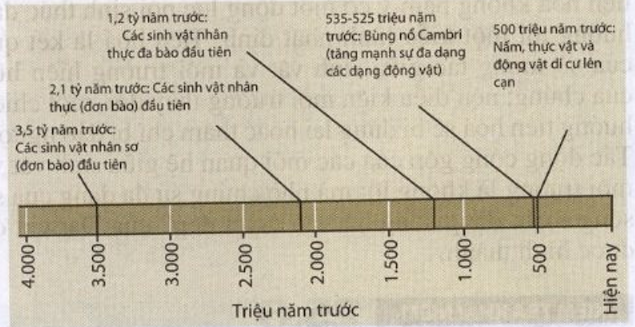 1,2 tỷ năm trước:
Các sinh vật nhân
thực đa bào đầu tiên
535-525 triệu năm
trước: Bùng nổ Cambri
(tăng mạnh sự đa dạng
các dạng động vật)
500 triệu năm trước:
Nấm, thực vật và
động vật di cư lên
cạn
2,1 tỷ năm trước: Các sinh vật nhân
thực (đơn bào) đầu tiên
3,5 tỷ năm trước:
Các sinh vật nhân sơ
(đơn bào) đầu tiên
4.000
3.500
3.000
2.500
2.000
1.500
1.000
500
Hiện nay
Triệu năm trước